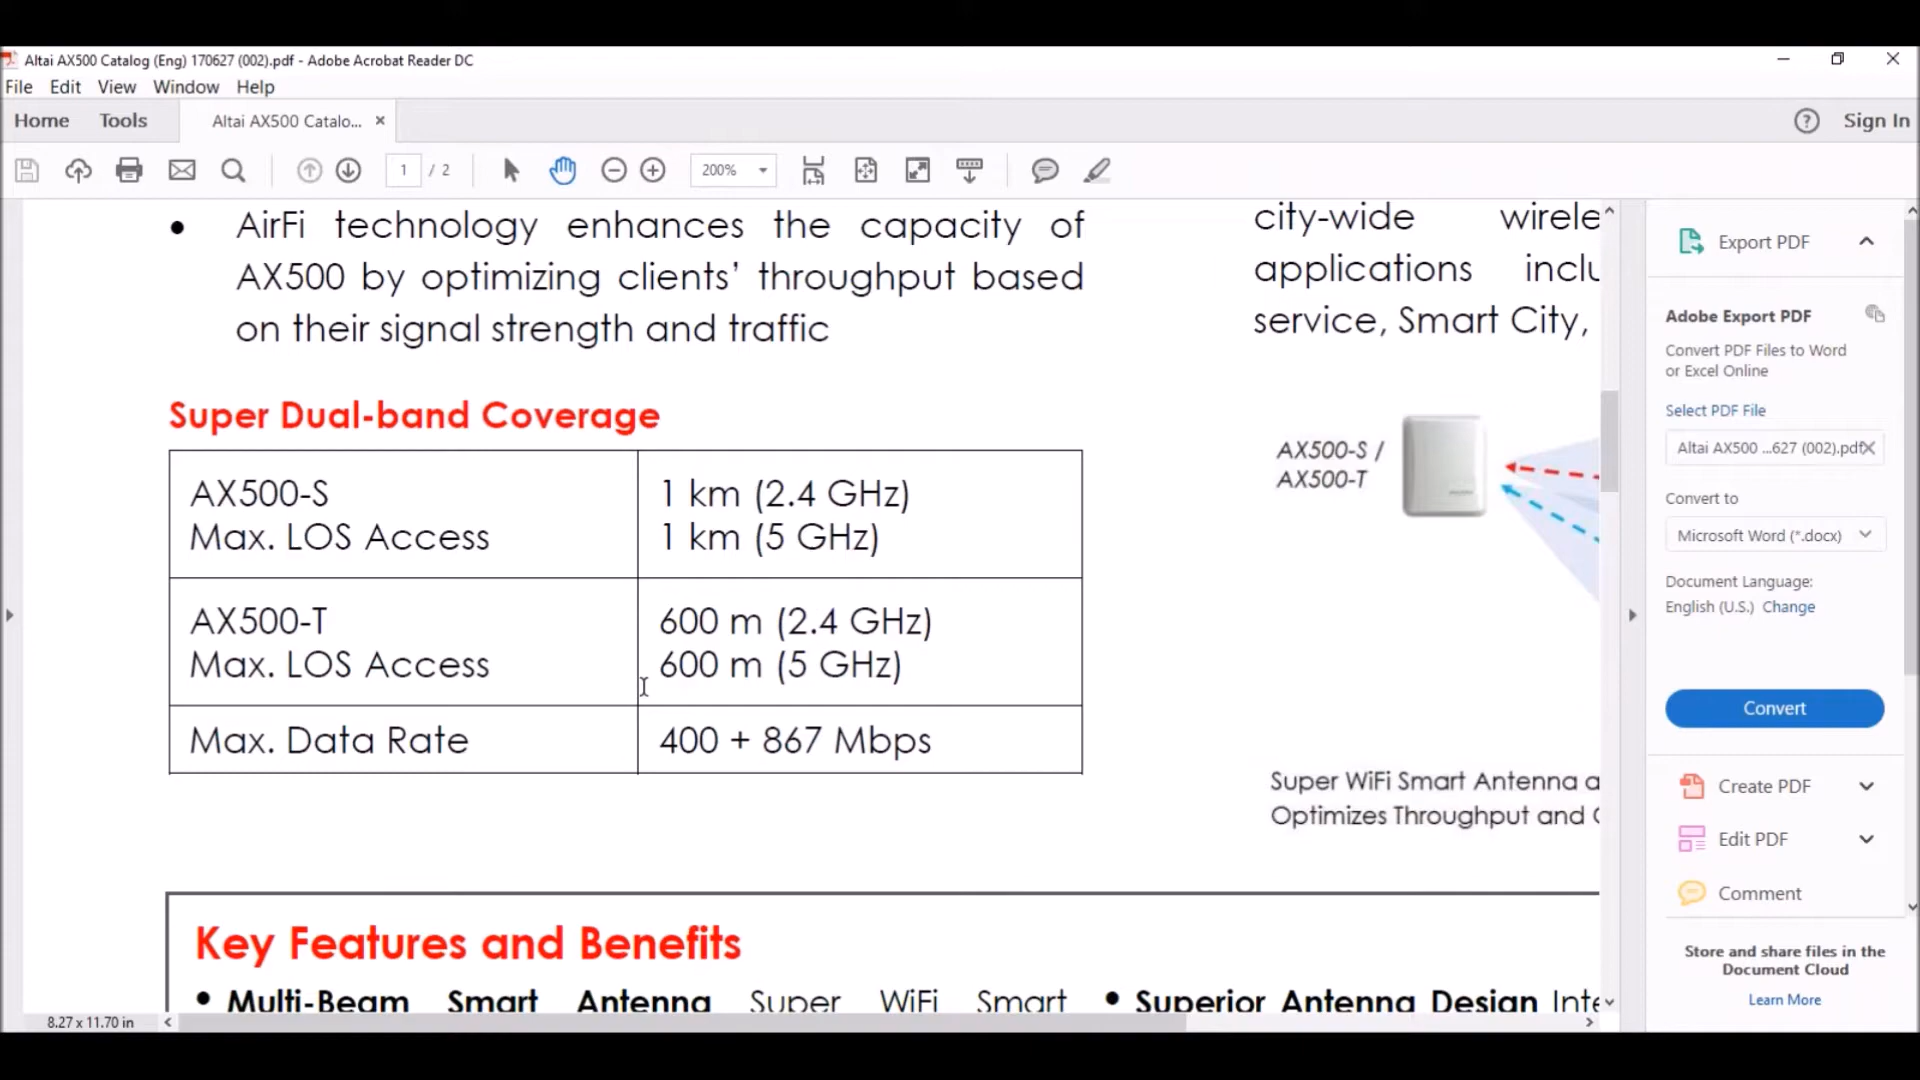 Altai AX500 Catalog (Eng) 170627 (002).pdf - Adobe Acrobat Reader DC
File Edit View Window Help
Home Tools Altai AX500 Catalo... × ? Sign In
1 / 2 200%
• AirFi technology enhances the capacity of
AX500 by optimizing clients’ throughput based
on their signal strength and traffic
Super Dual-band Coverage
AX500-S
Max. LOS Access
1 km (2.4 GHz)
1 km (5 GHz)
AX500-T
Max. LOS Access
600 m (2.4 GHz)
600 m (5 GHz)
Max. Data Rate
400 + 867 Mbps
city-wide wirele
applications inclu
service, Smart City,
AX500-S /
AX500-T
Super WiFi Smart Antenna a
Optimizes Throughput and
Key Features and Benefits
• Multi-Beam Smart Antenna Super WiFi Smart
• Superior Antenna Design Inte
8.27 x 11.70 in
Export PDF
Adobe Export PDF
Convert PDF Files to Word
or Excel Online
Select PDF File
Altai AX500 ...627 (002).pdf
Convert to
Microsoft Word (*.docx)
Document Language:
English (U.S.) Change
Convert
Create PDF
Edit PDF
Comment
Store and share files in the
Document Cloud
Learn More